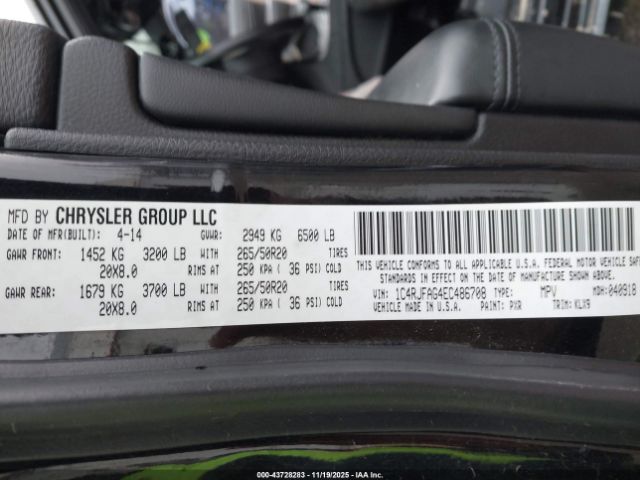 MFD BY CHRYSLER GROUP LLC
DATE OF MFR(BUILT): 4-14 GVWR: 2949 KG 6500 LB
GAWR FRONT: 1452 KG 3200 LB WITH 265/50R20 TIRES
20X8.0 RIMS AT 250 KPA ( 36 PSI) COLD
GAWR REAR: 1679 KG 3700 LB WITH 265/50R20 TIRES
20X8.0 RIMS AT 250 KPA ( 36 PSI) COLD
THIS VEHICLE CONFORMS TO ALL APPLICABLE U.S.A. FEDERAL MOTOR VEHICLE
STANDARDS IN EFFECT ON THE DATE OF MANUFACTURE SHOWN ABOVE.
VIN: 1C4RJFAG4EC486708 TYPE: MPV MDH:040918
VEHICLE MADE IN U.S.A. PAINT: PXR TRIM: KLX9
000-43728283 - 11/19/2025 - IAA Inc.